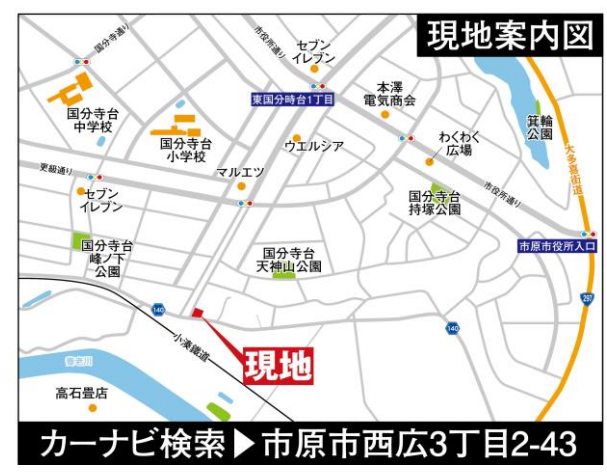 現地案内図
国分寺通り
市役所通り
セブン
イレブン
東国分時台1丁目
本澤
電気商会
国分寺台
中学校
国分寺台
小学校
ウエルシア
わくわく
広場
箕輪
公園
大多喜街道
更級通り
マルエツ
セブン
イレブン
国分寺台
持塚公園
市役所通り
市原市役所入口
国分寺台
峰ノ下
公園
国分寺台
天神山公園
297
140
140
小湊鐵道
現地
養老川
高石畳店
カーナビ検索▶市原市西広3丁目2-43